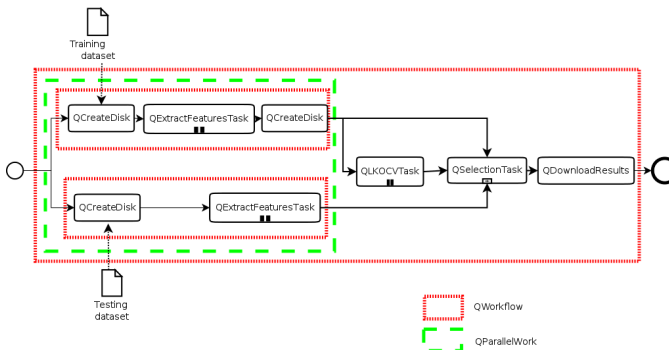 Training
dataset
QCreateDisk
QExtractFeaturesTask
QCreateDisk
QLKOCVTask
QSelectionTask
QDownloadResults
QCreateDisk
QExtractFeaturesTask
Testing
dataset
QWorkflow
QParallelWork